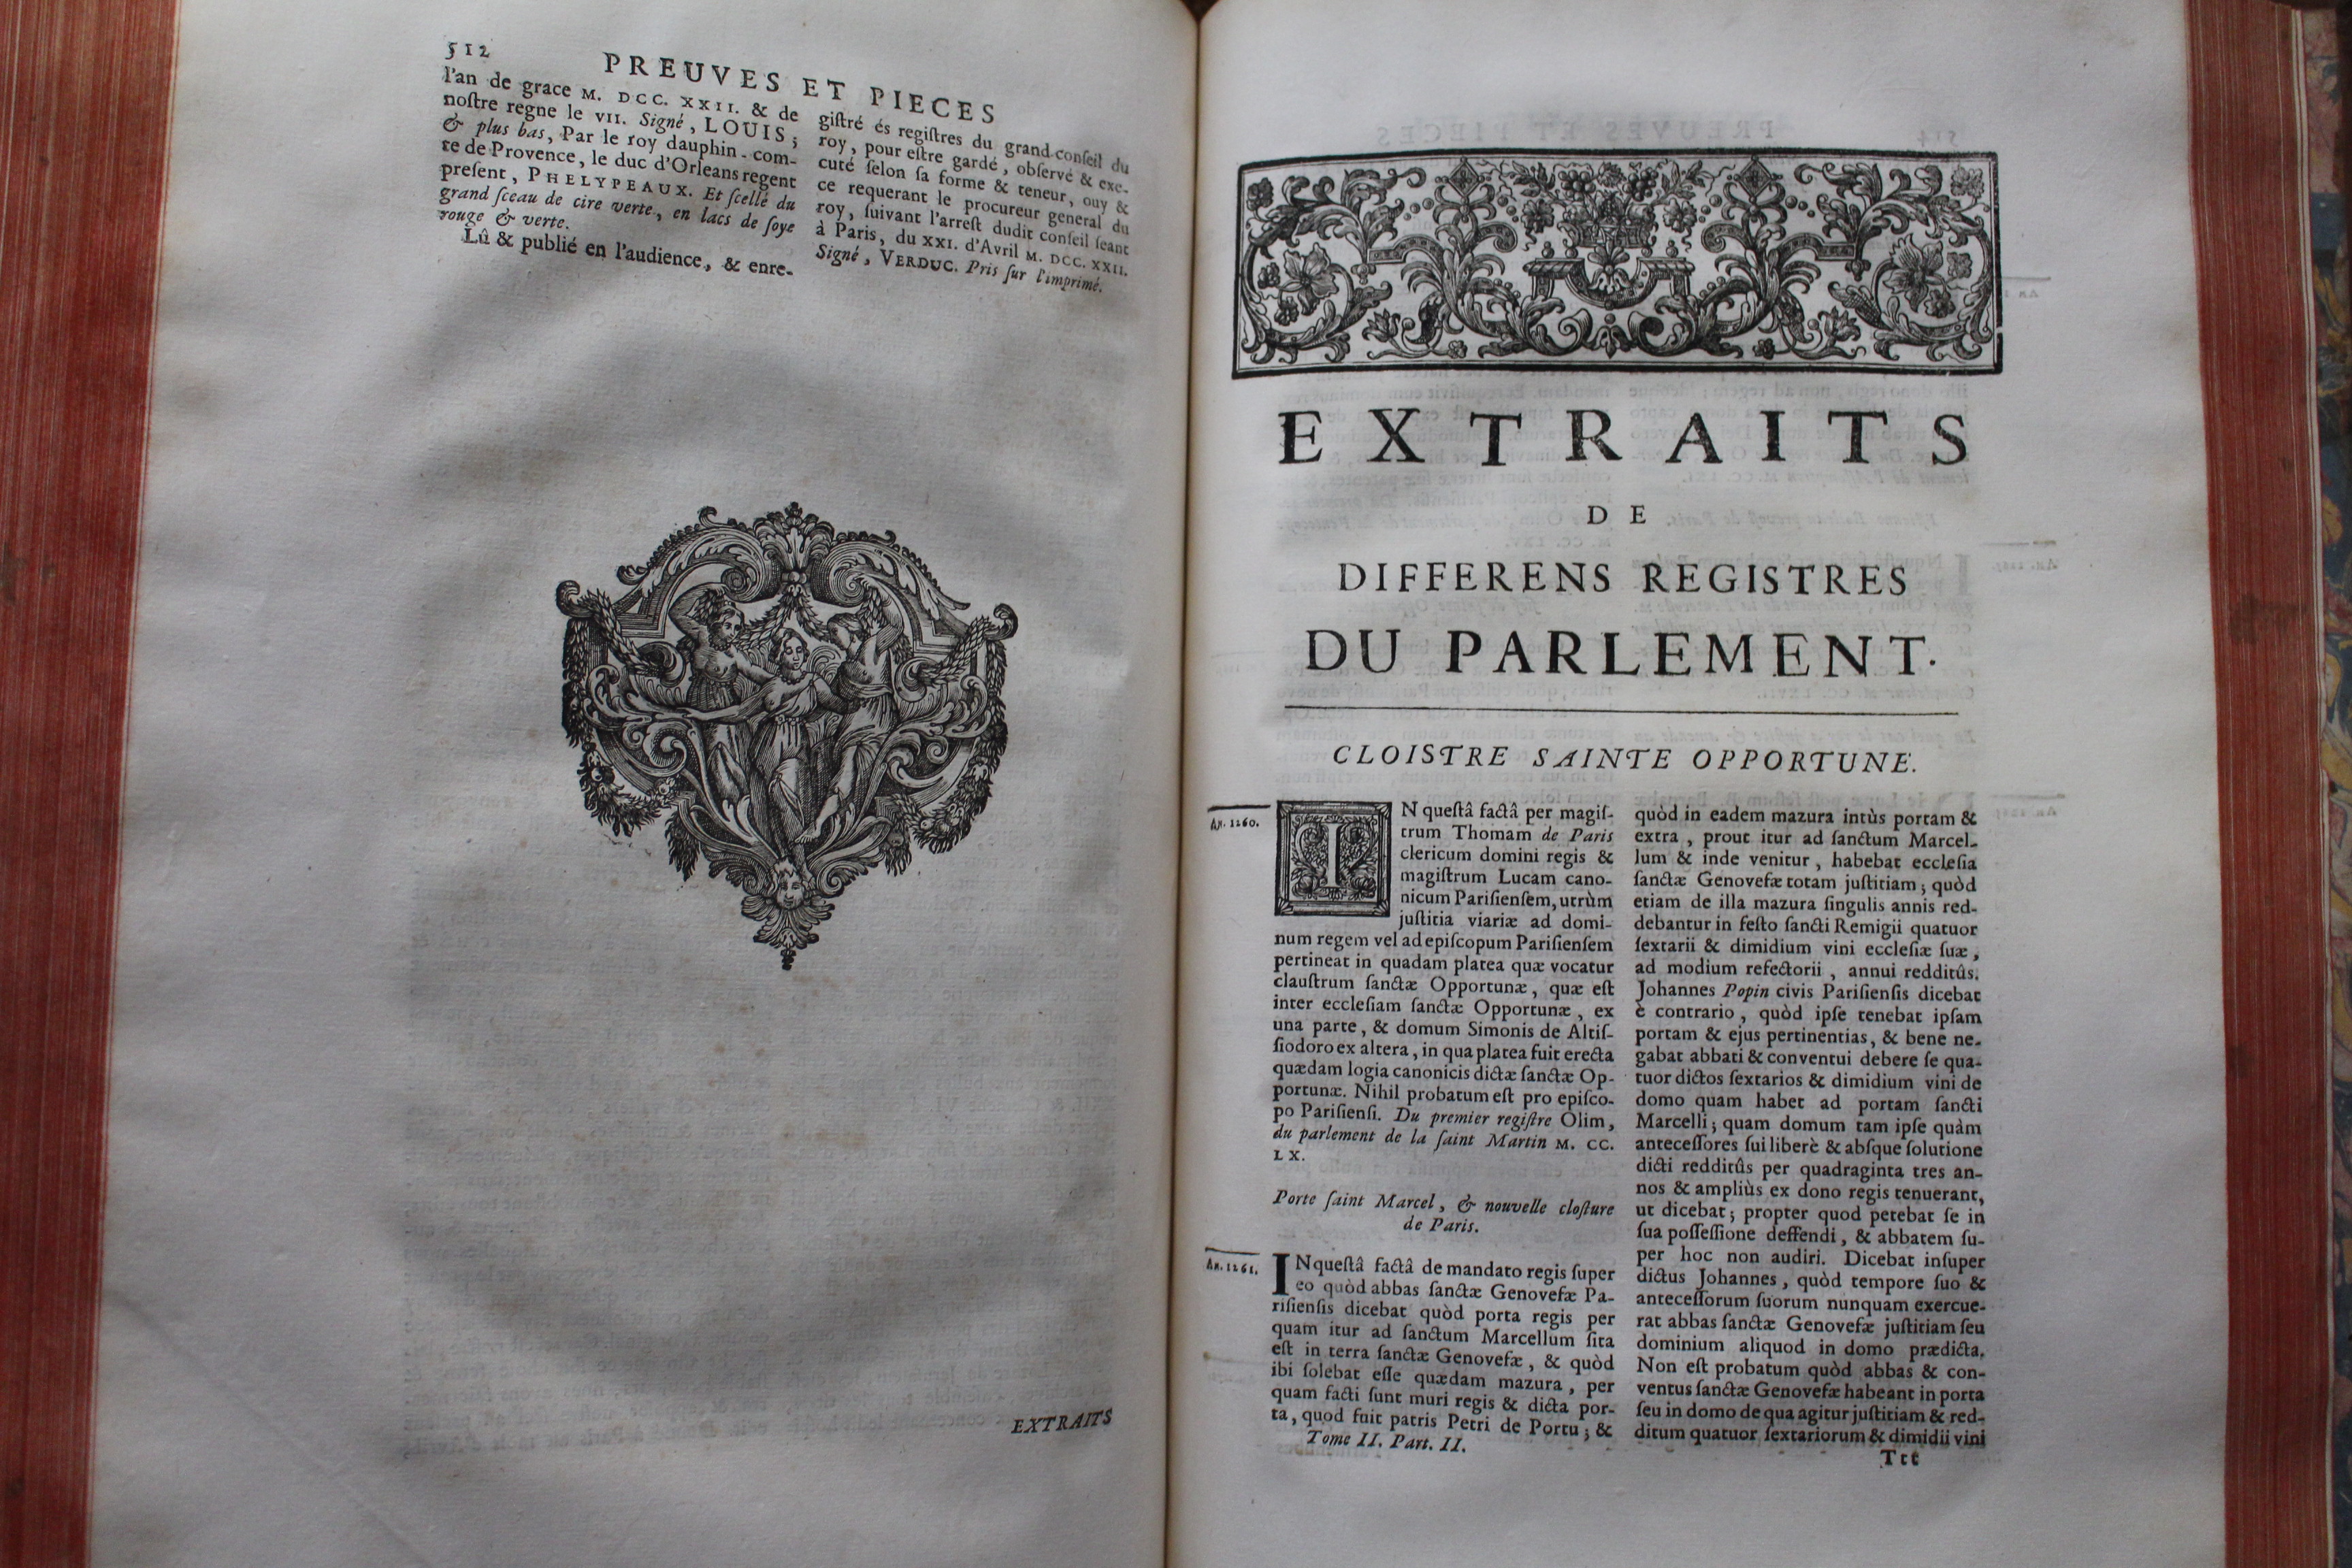 512
PREUVES ET PIECES
l'an de grace M. DCC. XXII. & de
noſtre regne le VII. Signé, LOUIS;
& plus bas, Par le roy dauphin-com-
te de Provence, le duc d'Orleans regent
preſent, PHELYPEAUX. Et ſcellé du
grand ſceau de cire verte, en lacs de ſoye
rouge & verte.
Lû & publié en l'audience, & enre-
giſtré és regiſtres du grand-conſeil du
roy, pour eſtre gardé, obſervé & exe-
cuté ſelon ſa forme & teneur, ouy &
ce requerant le procureur general du
roy, ſuivant l'arreſt dudit conſeil ſeant
à Paris, du XXI. d'Avril M. DCC. XXII.
Signé, VERDUC. Pris ſur l'imprimé.
EXTRAITS
EXTRAITS
DE
DIFFERENS REGISTRES
DU PARLEMENT.
CLOISTRE SAINTE OPPORTUNE.
An. 1260.
IN queſtâ factâ per magiſ-
trum Thomam de Paris
clericum domini regis &
magiſtrum Lucam cano-
nicum Pariſienſem, utrùm
juſtitia viariæ ad domi-
num regem vel ad epiſcopum Pariſienſem
pertineat in quadam platea quæ vocatur
clauſtrum ſanctæ Opportunæ, quæ eſt
inter eccleſiam ſanctæ Opportunæ, ex
una parte, & domum Simonis de Altiſ-
ſiodoro ex altera, in qua platea fuit erecta
quædam logia canonicis dictæ ſanctæ Op-
portunæ. Nihil probatum eſt pro epiſco-
po Pariſienſi. Du premier regiſtre Olim,
du parlement de la ſaint Martin M. CC.
LX.
Porte ſaint Marcel, & nouvelle cloſture
de Paris.
An. 1261.
INqueſtâ factâ de mandato regis ſuper
eo quòd abbas ſanctæ Genovefæ Pa-
riſienſis dicebat quòd porta regis per
quam itur ad ſanctum Marcellum ſita
eſt in terra ſanctæ Genovefæ, & quòd
ibi ſolebat eſſe quædam mazura, per
quam facti ſunt muri regis & dicta por-
ta, quod fuit patris Petri de Portu; &
Tome II. Part. II.
quòd in eadem mazura intùs portam &
extra, prout itur ad ſanctum Marcel-
lum & inde venitur, habebat eccleſia
ſanctæ Genovefæ totam juſtitiam; quòd
etiam de illa mazura ſingulis annis red-
debantur in feſto ſancti Remigii quatuor
ſextarii & dimidium vini eccleſiæ ſuæ,
ad modium refectorii, annui redditûs.
Johannes Popin civis Pariſienſis dicebat
è contrario, quòd ipſe tenebat ipſam
portam & ejus pertinentias, & bene ne-
gabat abbati & conventui debere ſe qua-
tuor dictos ſextarios & dimidium vini de
domo quam habet ad portam ſancti
Marcelli; quam domum tam ipſe quàm
anteceſſores ſui liberè & abſque ſolutione
dicti redditûs per quadraginta tres an-
nos & ampliùs ex dono regis tenuerant,
ut dicebat; propter quod petebat ſe in
ſua poſſeſſione deffendi, & abbatem ſu-
per hoc non audiri. Dicebat inſuper
dictus Johannes, quòd tempore ſuo &
anteceſſorum ſuorum nunquam exercue-
rat abbas ſanctæ Genovefæ juſtitiam ſeu
dominium aliquod in domo prædicta.
Non eſt probatum quòd abbas & con-
ventus ſanctæ Genovefæ habeant in porta
ſeu in domo de qua agitur juſtitiam & red-
ditum quatuor ſextariorum & dimidii vini
Ttt